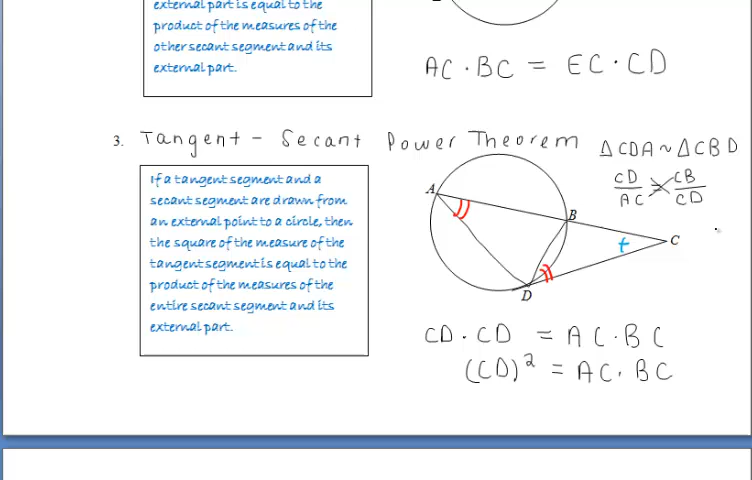 external part is equal to the
product of the measures of the
other secant segment and its
external part.
AC · BC = EC · CD
3. Tangent - Secant Power Theorem
If a tangent segment and a
secant segment are drawn from
an external point to a circle, then
the square of the measure of the
tangent segment is equal to the
product of the measures of the
entire secant segment and its
external part.
△CDA ~ △CBD
CD/AC = CB/CD
A
B
C
D
t
CD · CD = AC · BC
(CD)² = AC · BC